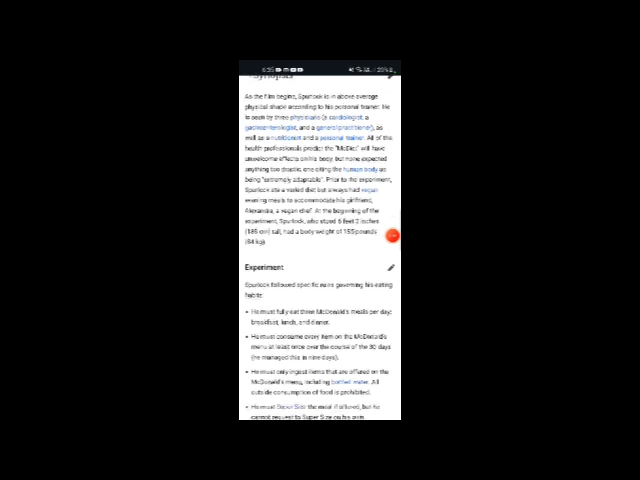 Synopsis
As the film begins, Spurlock is in above average
physical shape according to his personal trainer. He
is seen by three physicians (a cardiologist, a
gastroenterologist, and a general practitioner), as
well as a nutritionist and a personal trainer. All of the
health professionals predict the "McDiet" will have
unwelcome effects on his body, but none expected
anything too drastic, one citing the human body as
being "extremely adaptable". Prior to the experiment,
Spurlock ate a varied diet but always had vegan
evening meals to accommodate his girlfriend,
Alexandra, a vegan chef. At the beginning of the
experiment, Spurlock, who stood 6 feet 2 inches
(188 cm) tall, had a body weight of 185 pounds
(84 kg).
Experiment
Spurlock followed specific rules governing his eating
habits:
• He must fully eat three McDonald's meals per day:
breakfast, lunch, and dinner.
• He must consume every item on the McDonald's
menu at least once over the course of the 30 days
(he managed this in nine days).
• He must only ingest items that are offered on the
McDonald's menu, including bottled water. All
outside consumption of food is prohibited.
• He must Super Size the meal if offered, but he
cannot request to Super Size on his own.